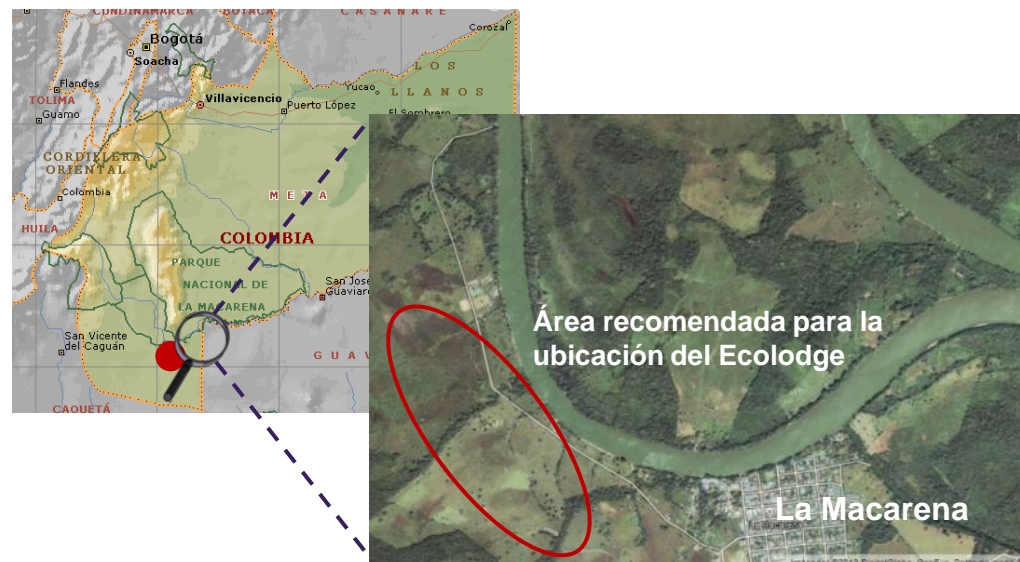 CUNDINAMARCA
BOYACA
CASANARE
Corozal
Bogotá
Soacha
LOS
LLANOS
Flandes
Yucao
TOLIMA
Villavicencio
Puerto López
Guamo
El Sombrero
CORDILLERA
ORIENTAL
META
Colombia
HUILA
COLOMBIA
PARQUE
NACIONAL DE
LA MACARENA
San Jose
Guaviare
San Vicente
del Caguán
GUAV
CAQUETÁ
Área recomendada para la
ubicación del Ecolodge
La Macarena